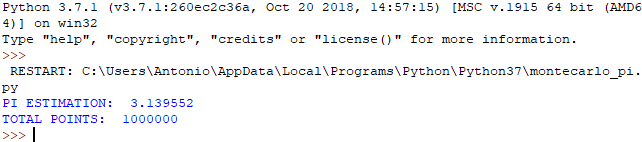 Python 3.7.1 (v3.7.1:260ec2c36a, Oct 20 2018, 14:57:15) [MSC v.1915 64 bit (AMD6
4)] on win32
Type "help", "copyright", "credits" or "license()" for more information.
>>>
 RESTART: C:\Users\Antonio\AppData\Local\Programs\Python\Python37\montecarlo_pi.
py
PI ESTIMATION:  3.139552
TOTAL POINTS:  1000000
>>>